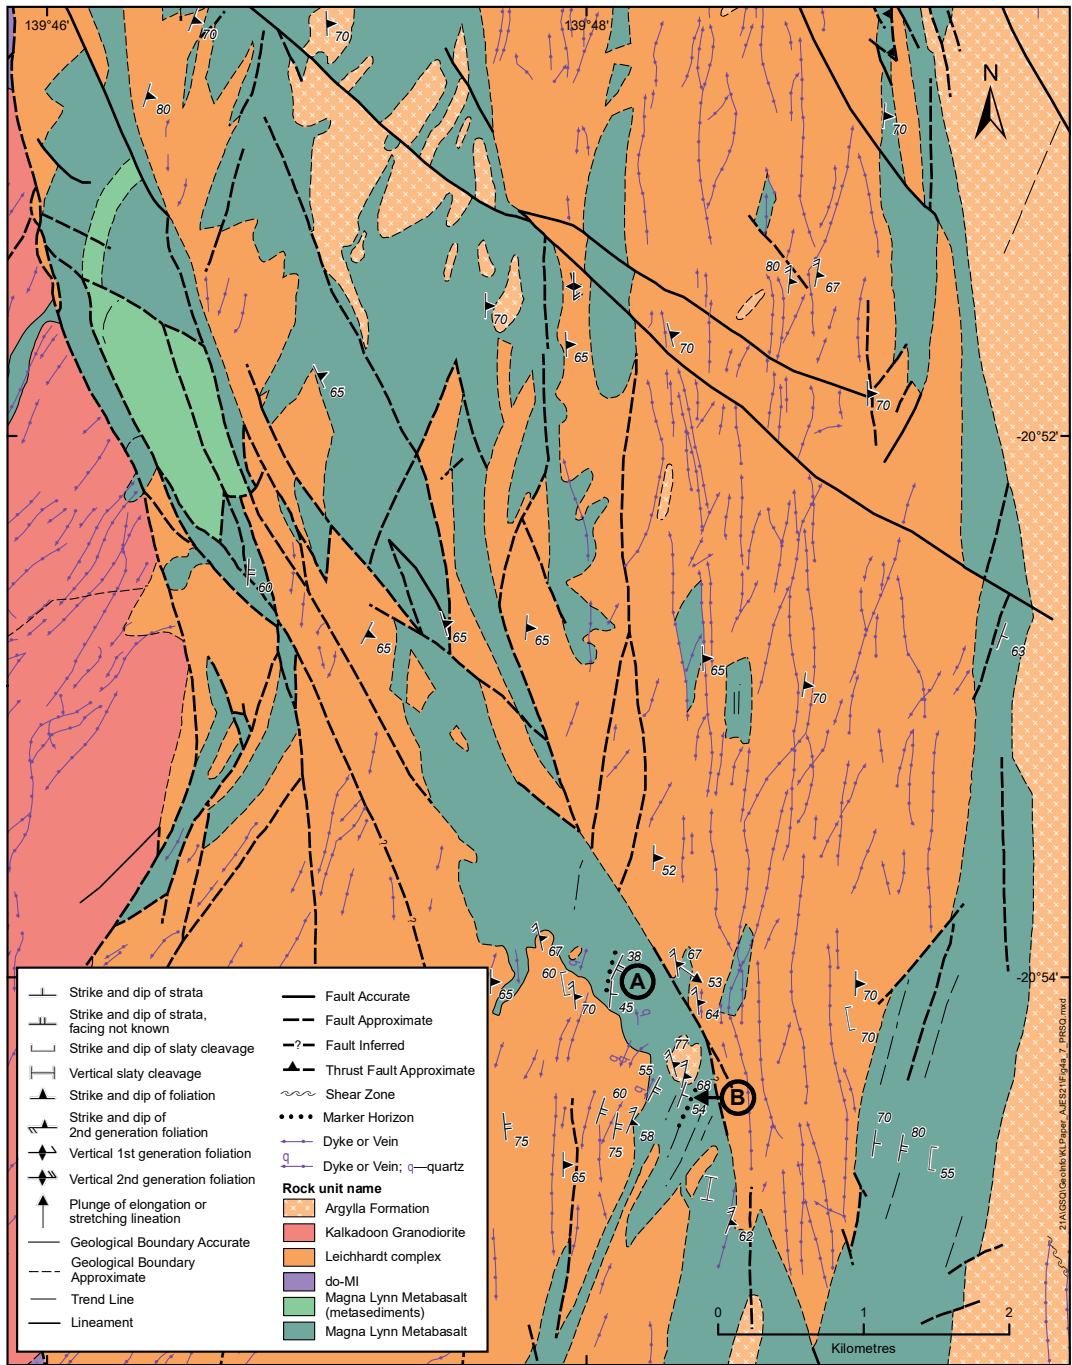 139°46'
139°48'
70
70
N
80
70
80
67
70
65
70
65
70
-20°52'
60
65
65
65
63
65
70
52
67
38
67
-20°54'
60
A
53
65
70
45
64
70
70
77
55
68
B
60
54
75
75
58
70
80
55
65
62
Strike and dip of strata
Strike and dip of strata,
facing not known
Strike and dip of slaty cleavage
Vertical slaty cleavage
Strike and dip of foliation
Strike and dip of
2nd generation foliation
Vertical 1st generation foliation
Vertical 2nd generation foliation
Plunge of elongation or
stretching lineation
Geological Boundary Accurate
Geological Boundary
Approximate
Trend Line
Lineament
Fault Accurate
Fault Approximate
?
Fault Inferred
Thrust Fault Approximate
Shear Zone
Marker Horizon
Dyke or Vein
q
Dyke or Vein; q—quartz
Rock unit name
Argylla Formation
Kalkadoon Granodiorite
Leichhardt complex
do-MI
Magna Lynn Metabasalt
(metasediments)
Magna Lynn Metabasalt
0 1 2
Kilometres
21A\GSQ\GeoInfo\KLPaper_AJES21\Fig4a_7_PRSQ.mxd